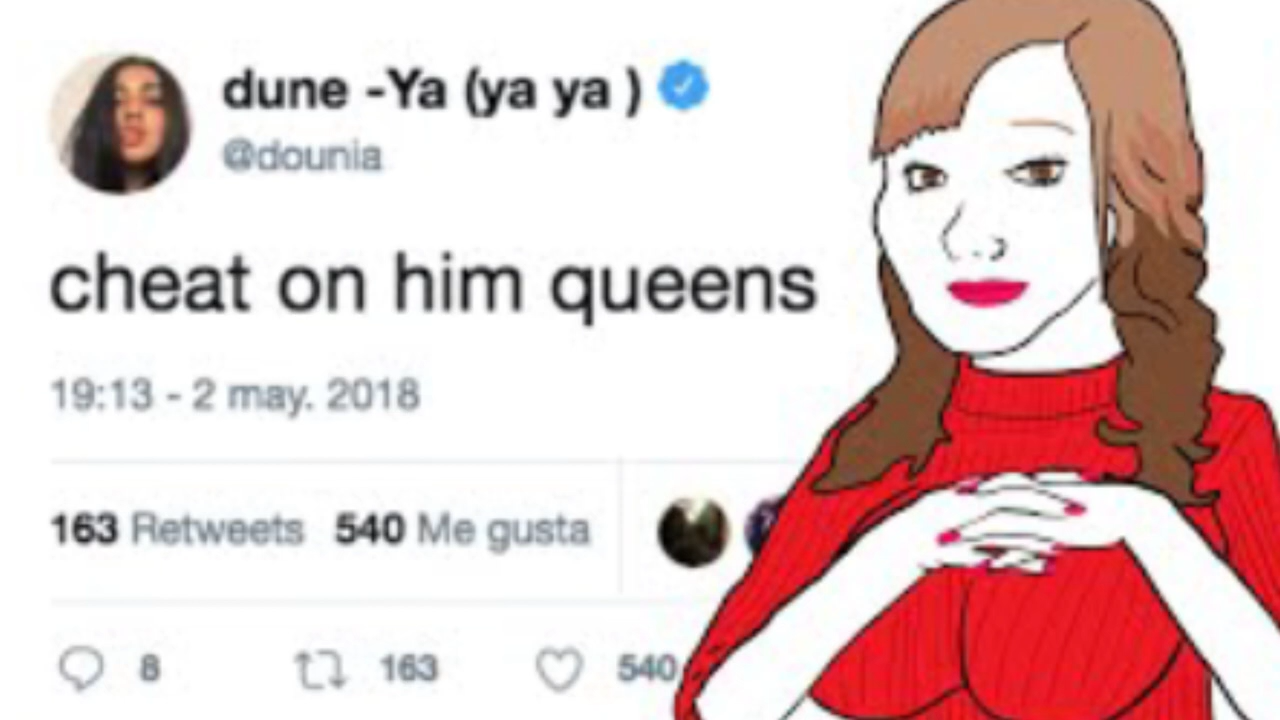 dune -Ya (ya ya )
@dounia
cheat on him queens
19:13 - 2 may. 2018
163 Retweets 540 Me gusta
8 163 540